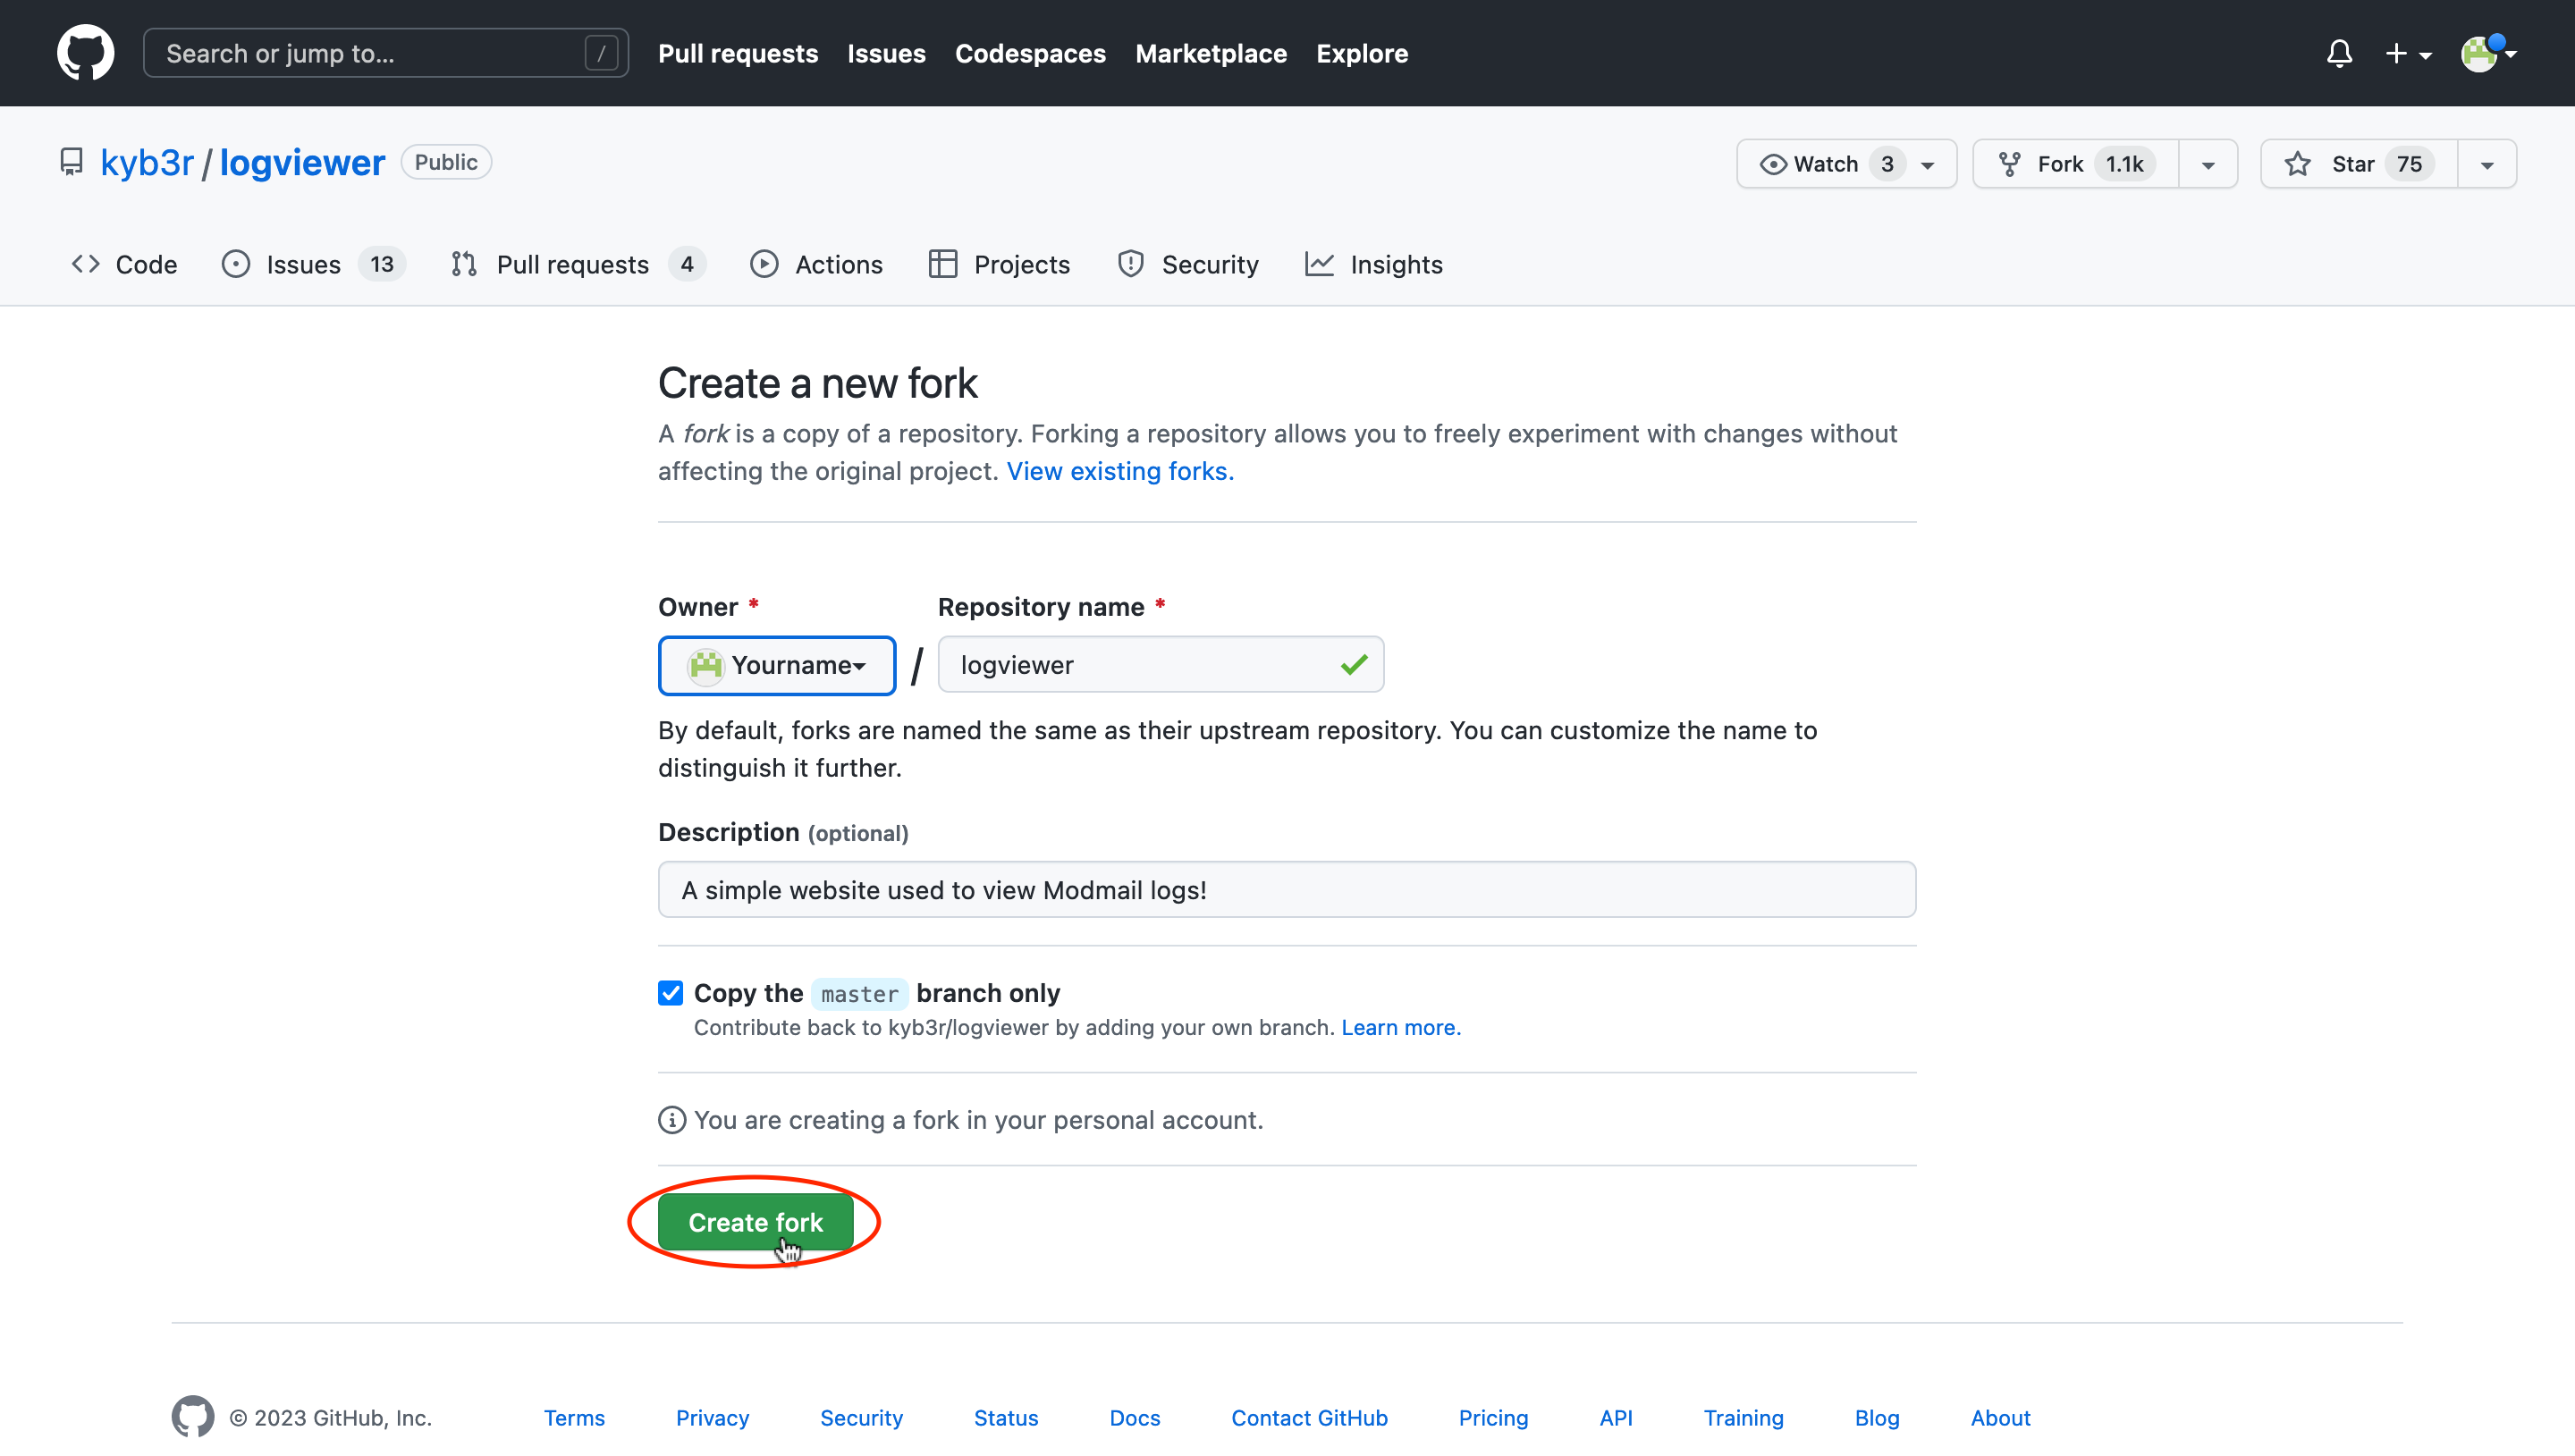 Search or jump to... / Pull requests Issues Codespaces Marketplace Explore
kyb3r / logviewer Public Watch 3 Fork 1.1k Star 75
Code Issues 13 Pull requests 4 Actions Projects Security Insights
Create a new fork
A fork is a copy of a repository. Forking a repository allows you to freely experiment with changes without
affecting the original project. View existing forks.
Owner * Repository name *
Yourname / logviewer
By default, forks are named the same as their upstream repository. You can customize the name to
distinguish it further.
Description (optional)
A simple website used to view Modmail logs!
Copy the master branch only
Contribute back to kyb3r/logviewer by adding your own branch. Learn more.
You are creating a fork in your personal account.
Create fork
© 2023 GitHub, Inc. Terms Privacy Security Status Docs Contact GitHub Pricing API Training Blog About